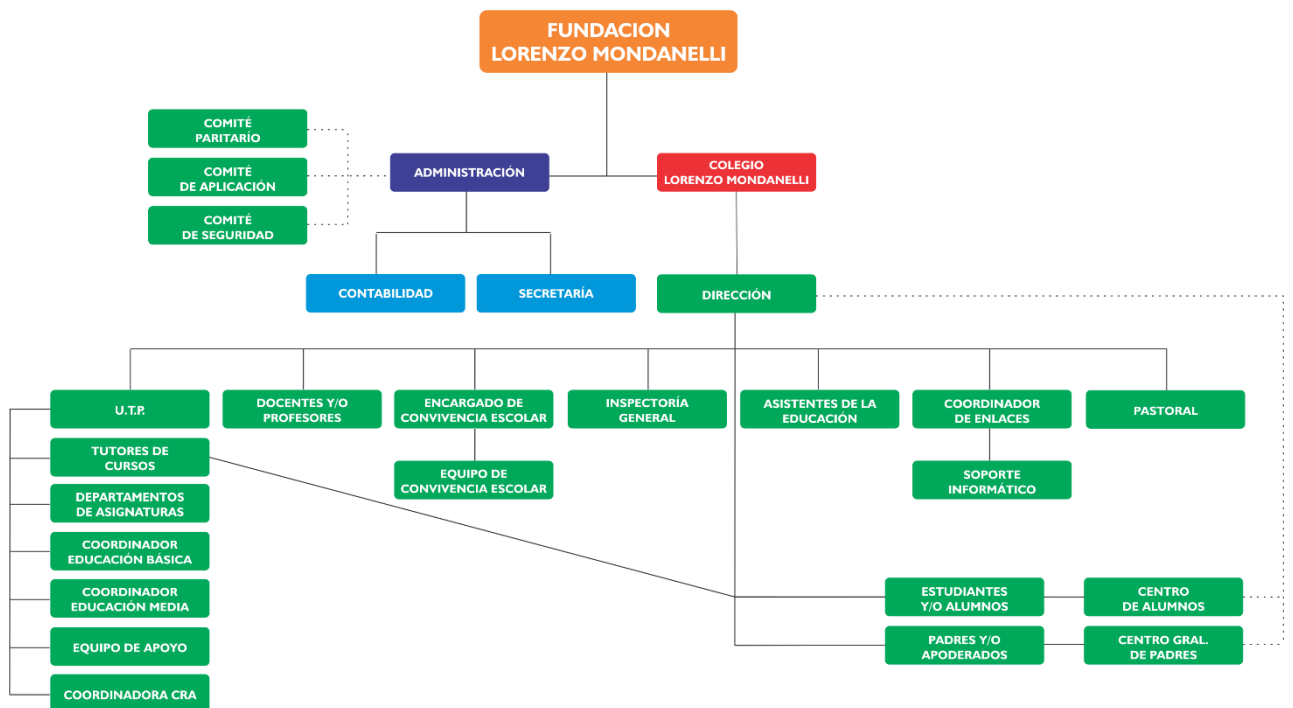 FUNDACION
LORENZO MONDANELLI
COMITÉ
PARITARÍO
COMITÉ
DE APLICACIÓN
COMITÉ
DE SEGURIDAD
ADMINISTRACIÓN
COLEGIO
LORENZO MONDANELLI
CONTABILIDAD
SECRETARÍA
DIRECCIÓN
U.T.P.
DOCENTES Y/O
PROFESORES
ENCARGADO DE
CONVIVENCIA ESCOLAR
INSPECTORÍA
GENERAL
ASISTENTES DE LA
EDUCACIÓN
COORDINADOR
DE ENLACES
PASTORAL
TUTORES DE
CURSOS
EQUIPO DE
CONVIVENCIA ESCOLAR
SOPORTE
INFORMÁTICO
DEPARTAMENTOS
DE ASIGNATURAS
COORDINADOR
EDUCACIÓN BÁSICA
COORDINADOR
EDUCACIÓN MEDIA
ESTUDIANTES
Y/O ALUMNOS
CENTRO
DE ALUMNOS
EQUIPO DE APOYO
PADRES Y/O
APODERADOS
CENTRO GRAL.
DE PADRES
COORDINADORA CRA